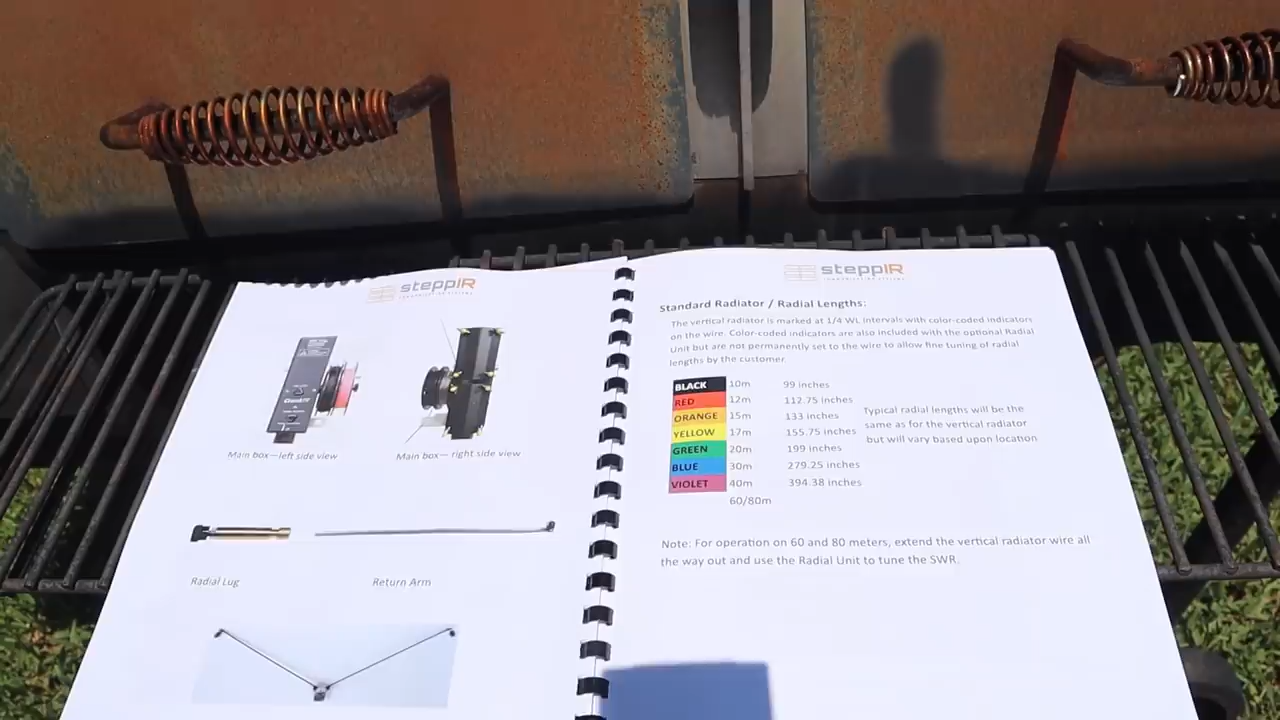 steppIR
Main box—left side view
Main box— right side view
Radial Lug
Return Arm
steppIR
Standard Radiator / Radial Lengths:
The vertical radiator is marked at 1/4 WL intervals with color-coded indicators
on the wire. Color-coded indicators are also included with the optional Radial
Unit but are not permanently set to the wire to allow fine tuning of radial
lengths by the customer.
BLACK 10m 99 inches
RED 12m 112.75 inches
ORANGE 15m 133 inches
YELLOW 17m 155.75 inches
GREEN 20m 199 inches
BLUE 30m 279.25 inches
VIOLET 40m 394.38 inches
60/80m
Typical radial lengths will be the
same as for the vertical radiator
but will vary based upon location
Note: For operation on 60 and 80 meters, extend the vertical radiator wire all
the way out and use the Radial Unit to tune the SWR.